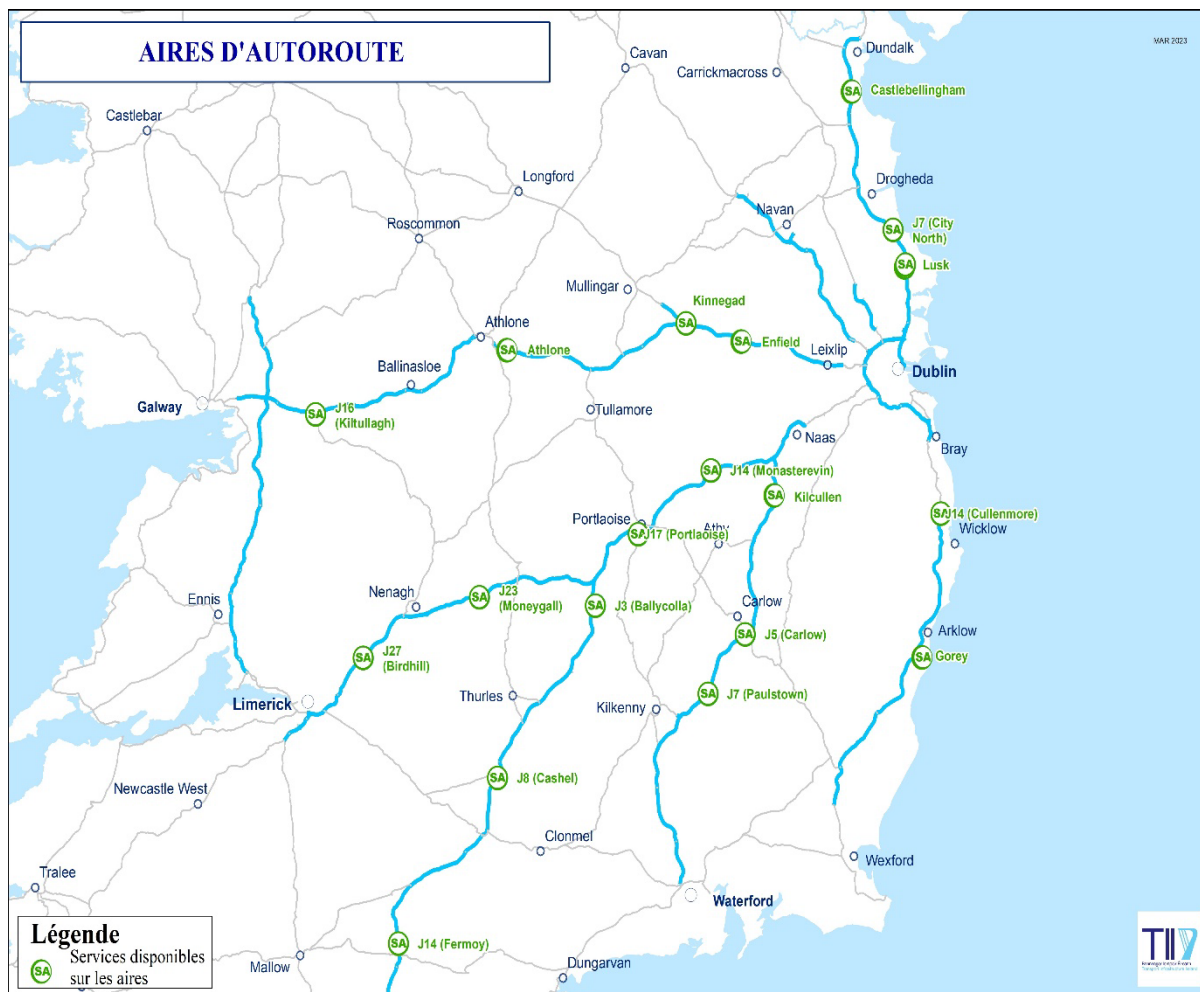 AIRES D'AUTOROUTE
MAR 2023
Cavan
Dundalk
Carrickmacross
Castlebellingham
Castlebar
Longford
Drogheda
Roscommon
Navan
J7 (City
North)
Lusk
Mullingar
Kinnegad
Athlone
Athlone
Enfield
Leixlip
Dublin
Ballinasloe
Galway
J16
(Kiltullagh)
Tullamore
Naas
Bray
J14 (Monasterevin)
Kilcullen
Portlaoise
J17 (Portlaoise)
Athy
J14 (Cullenmore)
Wicklow
Nenagh
J23
(Moneygall)
Ennis
J3 (Ballycolla)
Carlow
J5 (Carlow)
Arklow
Gorey
J27
(Birdhill)
Limerick
Thurles
Kilkenny
J7 (Paulstown)
J8 (Cashel)
Newcastle West
Clonmel
Wexford
Tralee
Waterford
J14 (Fermoy)
Mallow
Dungarvan
Légende
SA
Services disponibles
sur les aires
TII